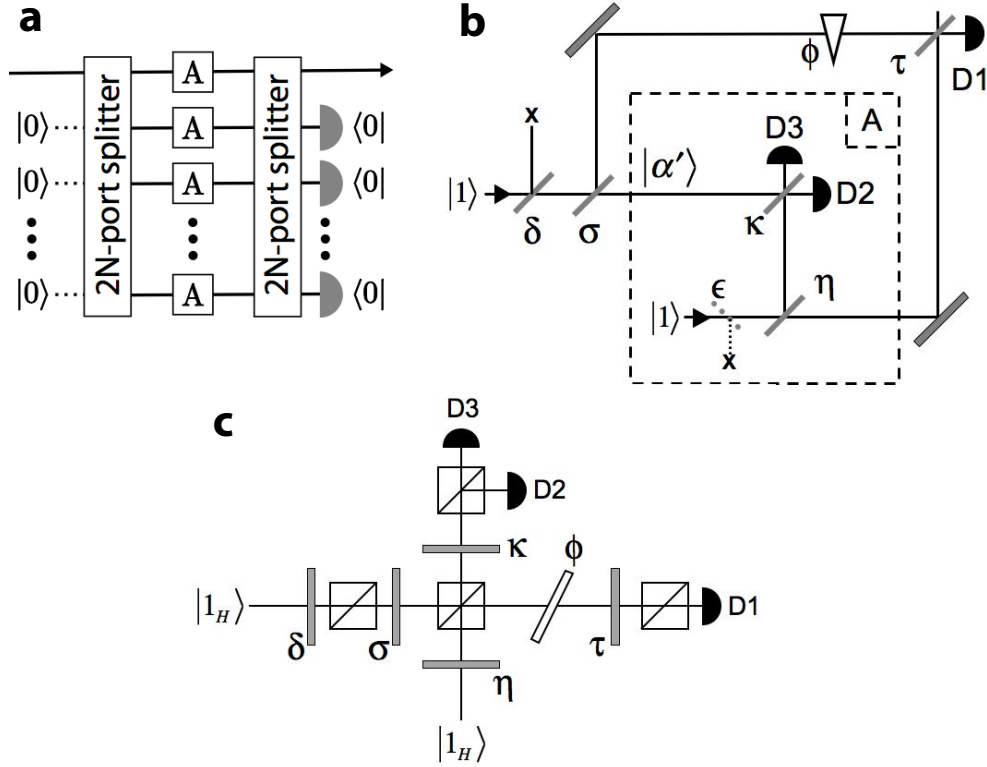 a
2N-port splitter
2N-port splitter
A
|0⟩ A ⟨0|
|0⟩ A ⟨0|
|0⟩ A ⟨0|
b
ϕ
τ
D1
A
D3
x
|α′⟩
|1⟩
D2
δ
σ
κ
ϵ
η
|1⟩
x
c
D3
D2
κ
ϕ
|1_H⟩
D1
δ
σ
τ
η
|1_H⟩